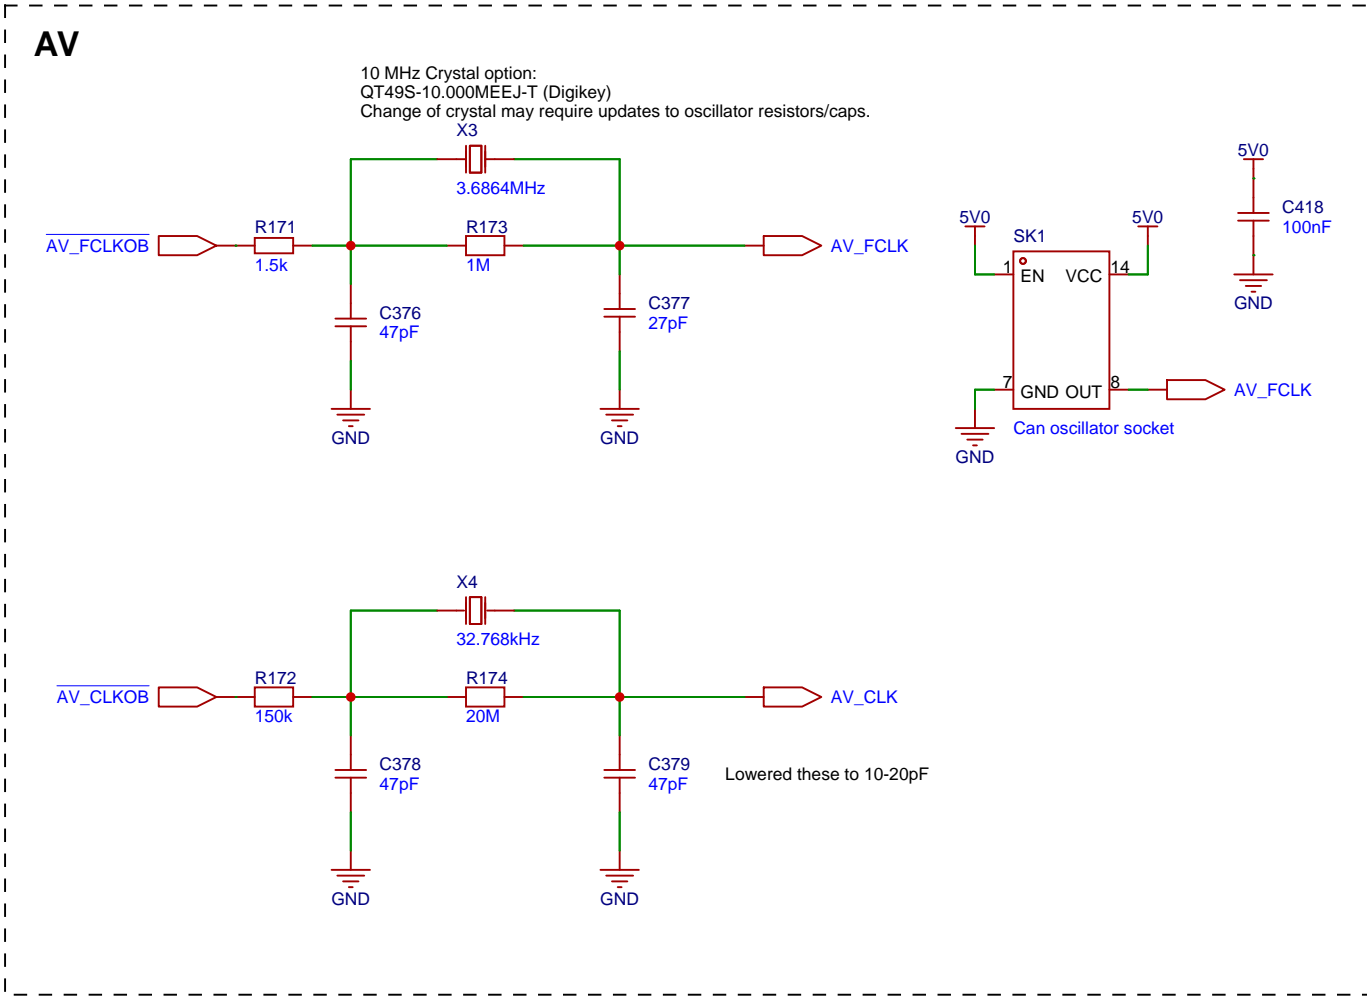 AV
10 MHz Crystal option:
QT49S-10.000MEEJ-T (Digikey)
Change of crystal may require updates to oscillator resistors/caps.
X3
3.6864MHz
AV_FCLKOB
R171
1.5k
R173
1M
AV_FCLK
C376
47pF
C377
27pF
GND
GND
5V0
5V0
SK1
1
EN
VCC
14
7
GND
OUT
8
AV_FCLK
Can oscillator socket
GND
5V0
C418
100nF
GND
X4
32.768kHz
AV_CLKOB
R172
150k
R174
20M
AV_CLK
C378
47pF
C379
47pF
Lowered these to 10-20pF
GND
GND